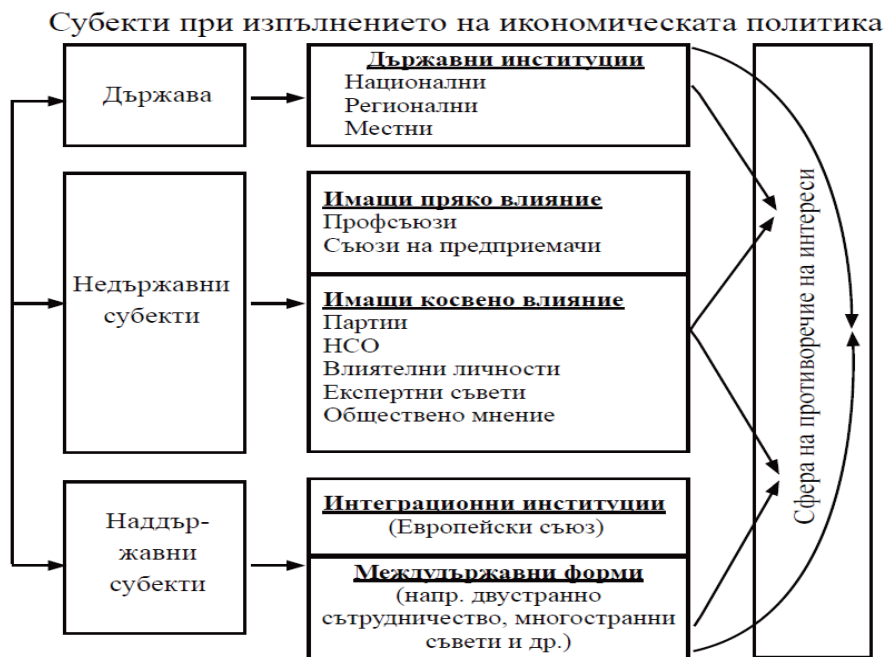 Субекти при изпълнението на икономическата политика
Държава
Държавни институции
Национални
Регионални
Местни
Недържавни
субекти
Имащи пряко влияние
Профсъюзи
Съюзи на предприемачи
Имащи косвено влияние
Партии
НСО
Влиятелни личности
Експертни съвети
Обществено мнение
Наддър-
жавни
субекти
Интеграционни институции
(Европейски съюз)
Междудържавни форми
(напр. двустранно
сътрудничество, многостранни
съвети и др.)
Сфера на противоречие на интереси